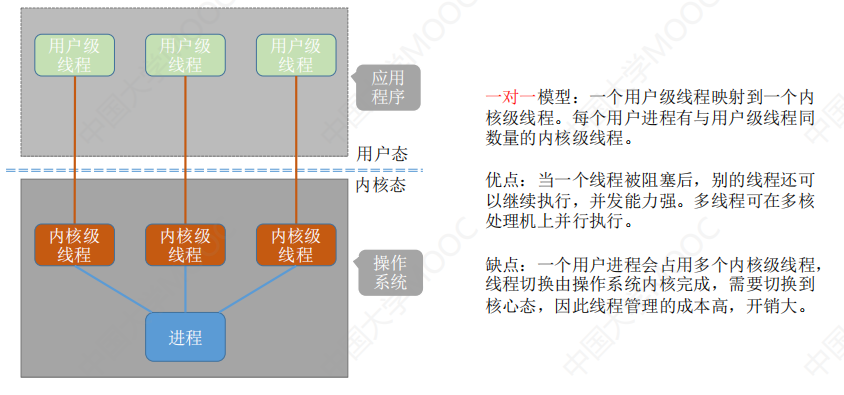 用户级
线程
用户级
线程
用户级
线程
应用
程序
用户态
内核态
内核级
线程
内核级
线程
内核级
线程
操作
系统
进程
一对一模型：一个用户级线程映射到一个内
核级线程。每个用户进程有与用户级线程同
数量的内核级线程。
优点：当一个线程被阻塞后，别的线程还可
以继续执行，并发能力强。多线程可在多核
处理机上并行执行。
缺点：一个用户进程会占用多个内核级线程，
线程切换由操作系统内核完成，需要切换到
核心态，因此线程管理的成本高，开销大。
中国大学MOOC
中国大学MOOC